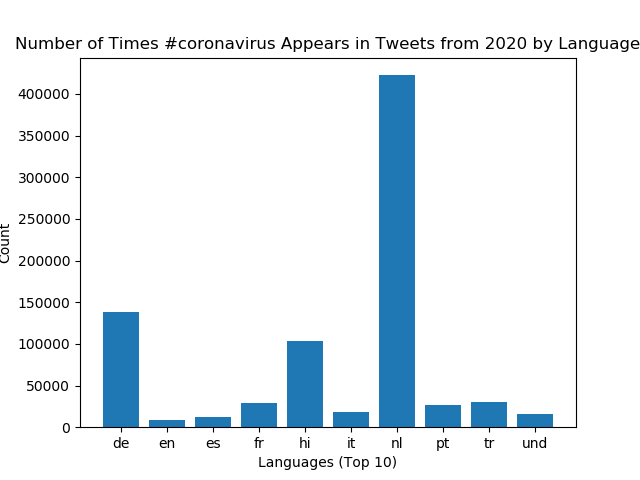 Number of Times #coronavirus Appears in Tweets from 2020 by Language
400000
350000
300000
250000
200000
150000
100000
50000
0
Count
de en es fr hi it nl pt tr und
Languages (Top 10)